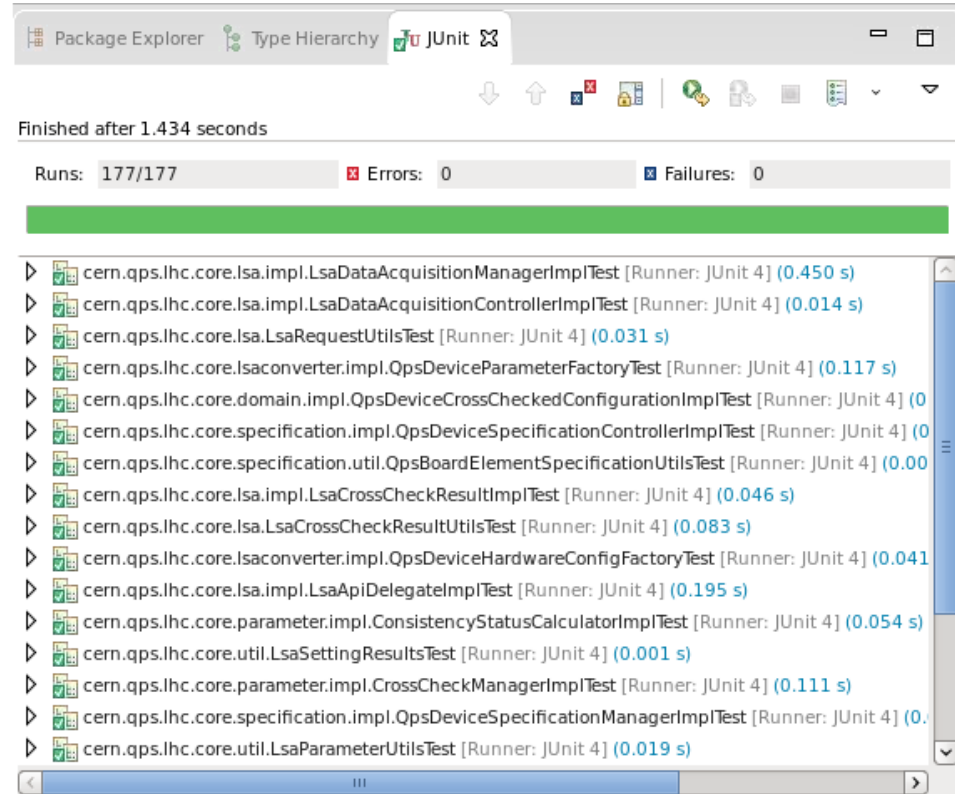 Package Explorer Type Hierarchy JUnit
Finished after 1.434 seconds
Runs: 177/177 Errors: 0 Failures: 0
cern.qps.lhc.core.lsa.impl.LsaDataAcquisitionManagerImplTest [Runner: JUnit 4] (0.450 s)
cern.qps.lhc.core.lsa.impl.LsaDataAcquisitionControllerImplTest [Runner: JUnit 4] (0.014 s)
cern.qps.lhc.core.lsa.LsaRequestUtilsTest [Runner: JUnit 4] (0.031 s)
cern.qps.lhc.core.lsaconverter.impl.QpsDeviceParameterFactoryTest [Runner: JUnit 4] (0.117 s)
cern.qps.lhc.core.domain.impl.QpsDeviceCrossCheckedConfigurationImplTest [Runner: JUnit 4] (0
cern.qps.lhc.core.specification.impl.QpsDeviceSpecificationControllerImplTest [Runner: JUnit 4] (0
cern.qps.lhc.core.specification.util.QpsBoardElementSpecificationUtilsTest [Runner: JUnit 4] (0.00
cern.qps.lhc.core.lsa.impl.LsaCrossCheckResultImplTest [Runner: JUnit 4] (0.046 s)
cern.qps.lhc.core.lsa.LsaCrossCheckResultUtilsTest [Runner: JUnit 4] (0.083 s)
cern.qps.lhc.core.lsaconverter.impl.QpsDeviceHardwareConfigFactoryTest [Runner: JUnit 4] (0.041
cern.qps.lhc.core.lsa.impl.LsaApiDelegateImplTest [Runner: JUnit 4] (0.195 s)
cern.qps.lhc.core.parameter.impl.ConsistencyStatusCalculatorImplTest [Runner: JUnit 4] (0.054 s)
cern.qps.lhc.core.util.LsaSettingResultsTest [Runner: JUnit 4] (0.001 s)
cern.qps.lhc.core.parameter.impl.CrossCheckManagerImplTest [Runner: JUnit 4] (0.111 s)
cern.qps.lhc.core.specification.impl.QpsDeviceSpecificationManagerImplTest [Runner: JUnit 4] (0.
cern.qps.lhc.core.util.LsaParameterUtilsTest [Runner: JUnit 4] (0.019 s)